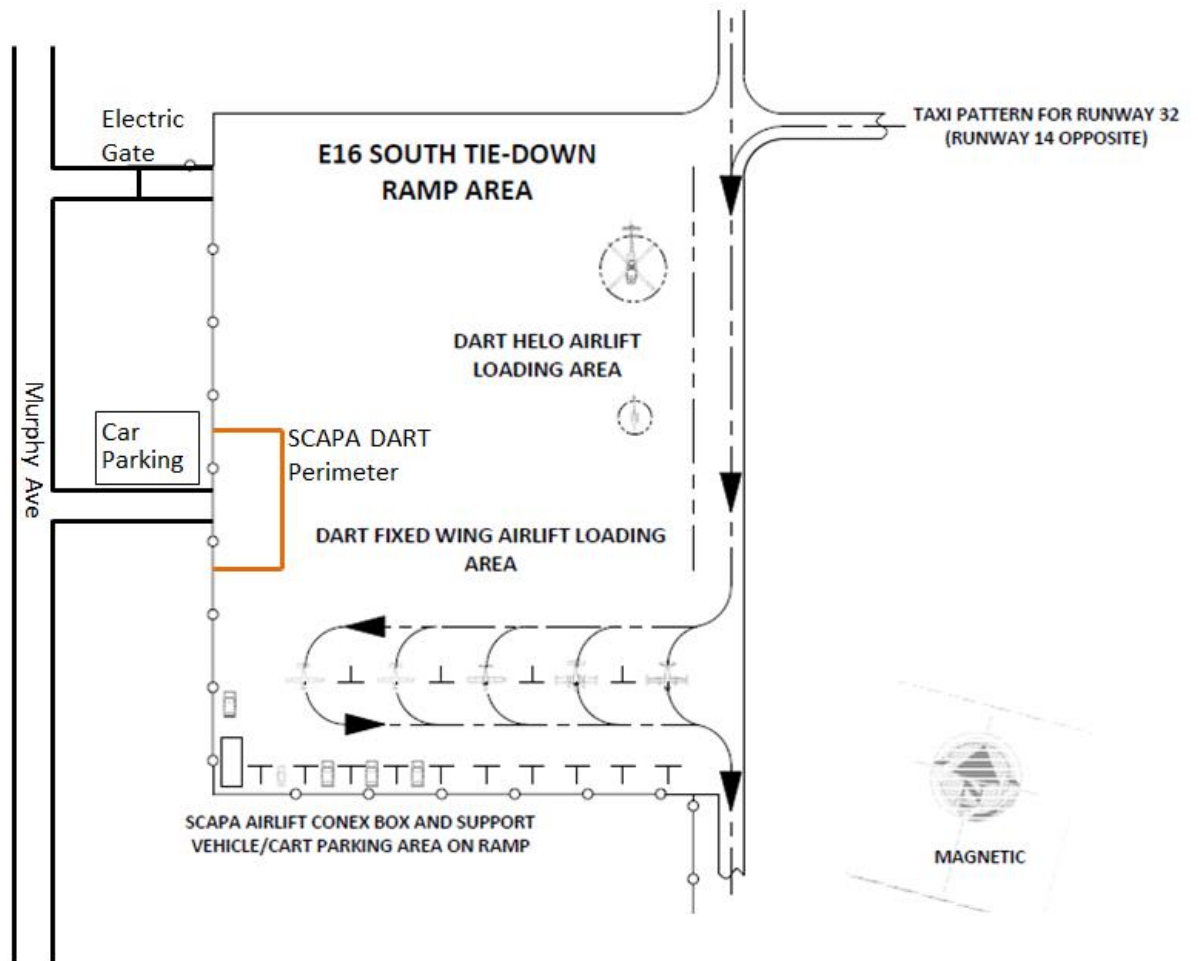 TAXI PATTERN FOR RUNWAY 32
(RUNWAY 14 OPPOSITE)
Electric
Gate
E16 SOUTH TIE-DOWN
RAMP AREA
DART HELO AIRLIFT
LOADING AREA
Murphy Ave
Car
Parking
SCAPA DART
Perimeter
DART FIXED WING AIRLIFT LOADING
AREA
SCAPA AIRLIFT CONEX BOX AND SUPPORT
VEHICLE/CART PARKING AREA ON RAMP
N
MAGNETIC